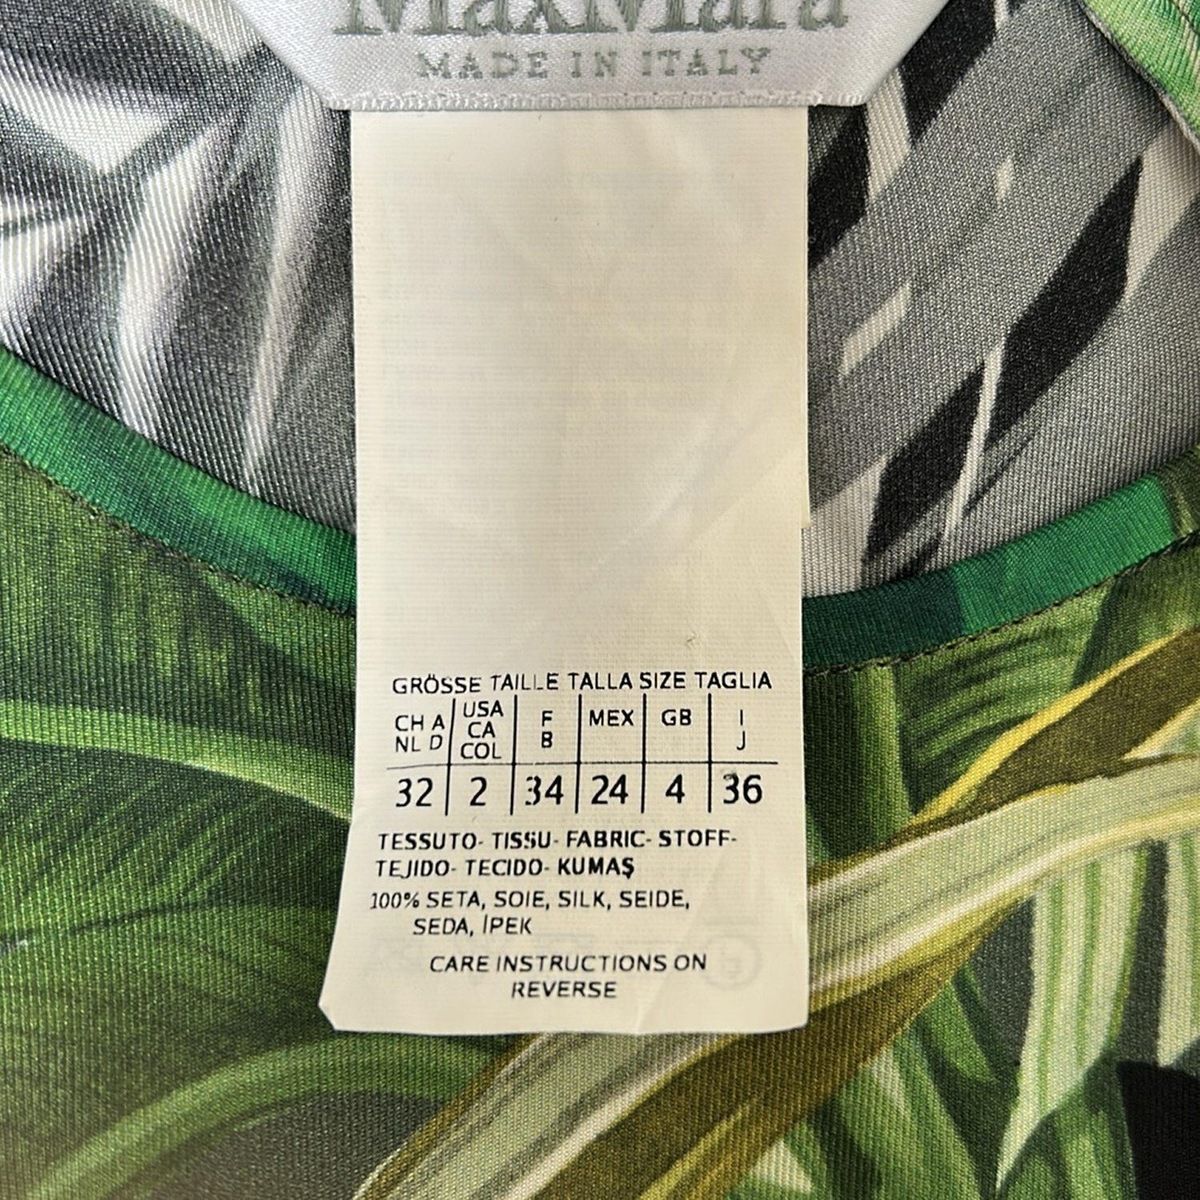 MaxMara
MADE IN ITALY
GRÖSSE TAILLE TALLA SIZE TAGLIA
CH A NL D | USA CA COL | F B | MEX | GB | I J
32 | 2 | 34 | 24 | 4 | 36
TESSUTO- TISSU- FABRIC- STOFF-
TEJIDO- TECIDO- KUMAŞ
100% SETA, SOIE, SILK, SEIDE,
SEDA, İPEK
CARE INSTRUCTIONS ON
REVERSE